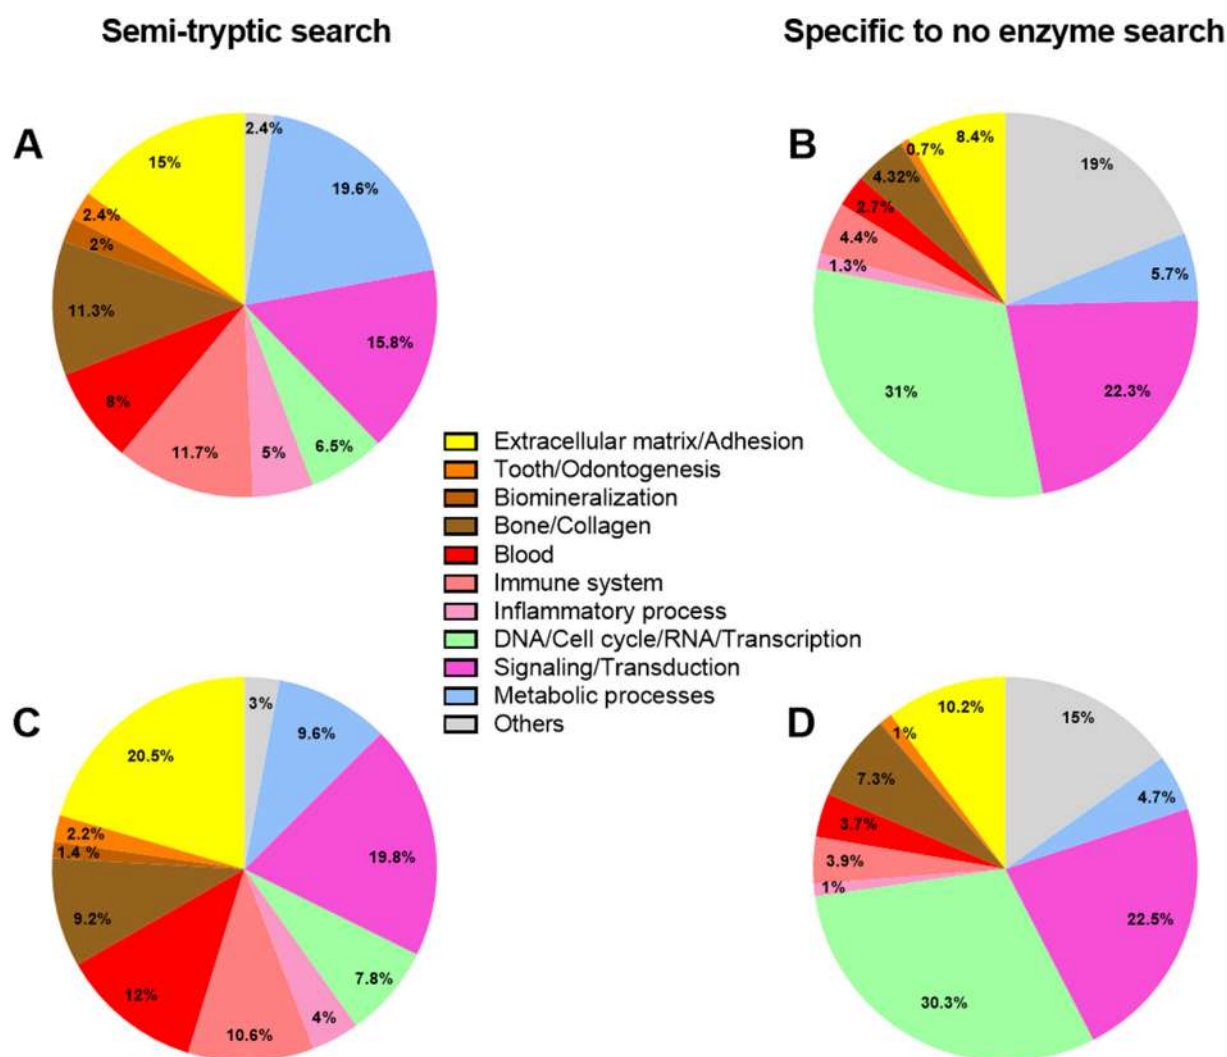 Semi-tryptic search
Specific to no enzyme search
A
2.4%
19.6%
15.8%
6.5%
5%
11.7%
8%
11.3%
2%
2.4%
15%
B
19%
5.7%
22.3%
31%
1.3%
4.4%
2.7%
4.32%
0.7%
8.4%
Extracellular matrix/Adhesion
Tooth/Odontogenesis
Biomineralization
Bone/Collagen
Blood
Immune system
Inflammatory process
DNA/Cell cycle/RNA/Transcription
Signaling/Transduction
Metabolic processes
Others
C
3%
9.6%
19.8%
7.8%
4%
10.6%
12%
9.2%
1.4 %
2.2%
20.5%
D
15%
4.7%
22.5%
30.3%
1%
3.9%
3.7%
7.3%
1%
10.2%